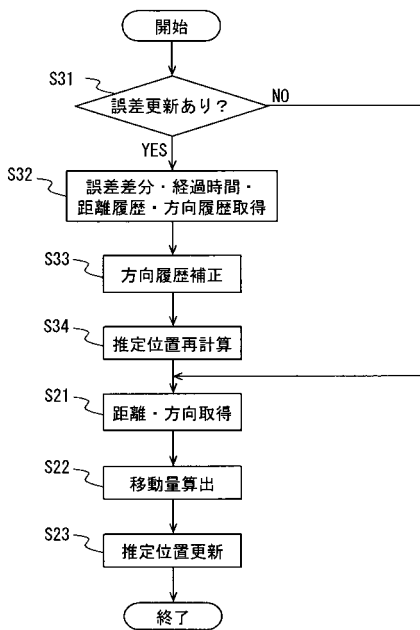 開始
S31
誤差更新あり？
NO
YES
S32
誤差差分・経過時間・
距離履歴・方向履歴取得
S33
方向履歴補正
S34
推定位置再計算
S21
距離・方向取得
S22
移動量算出
S23
推定位置更新
終了